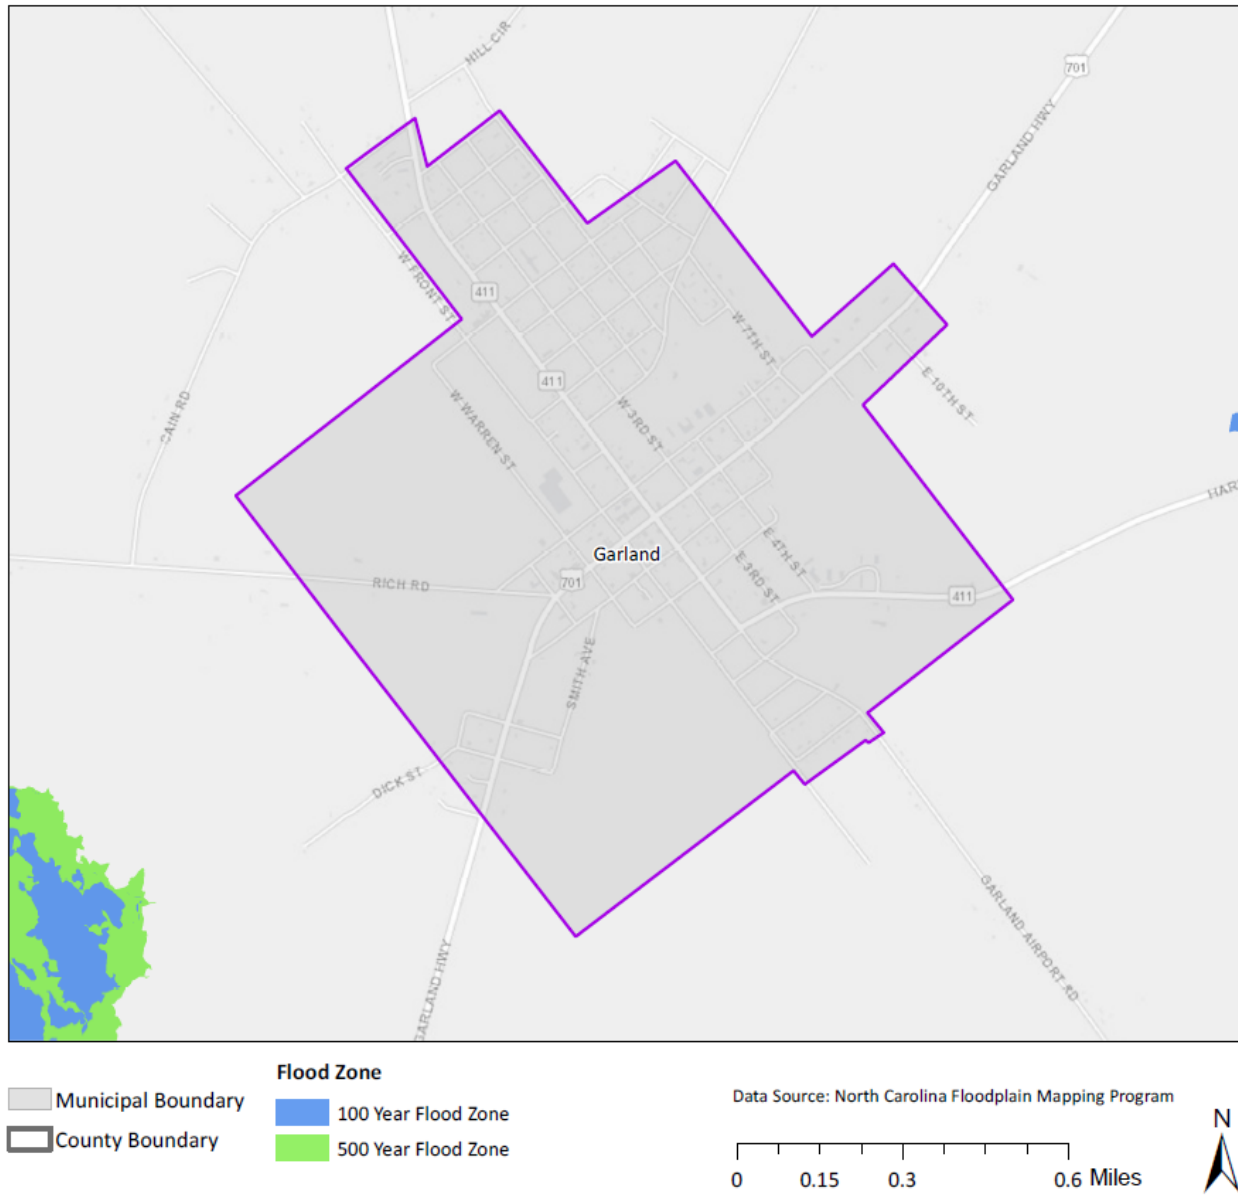 HILL CIR
701
GARLAND HWY
W FRONT ST
411
411
W 7TH ST
E 10TH ST
CAIN RD
W WARREN ST
W 3RD ST
E 4TH ST
E 3RD ST
Garland
701
RICH RD
411
SMITH AVE
DICK ST
GARLAND AIRPORT RD
GARLAND HWY
Flood Zone
Municipal Boundary
County Boundary
100 Year Flood Zone
500 Year Flood Zone
Data Source: North Carolina Floodplain Mapping Program
0 0.15 0.3 0.6 Miles
N